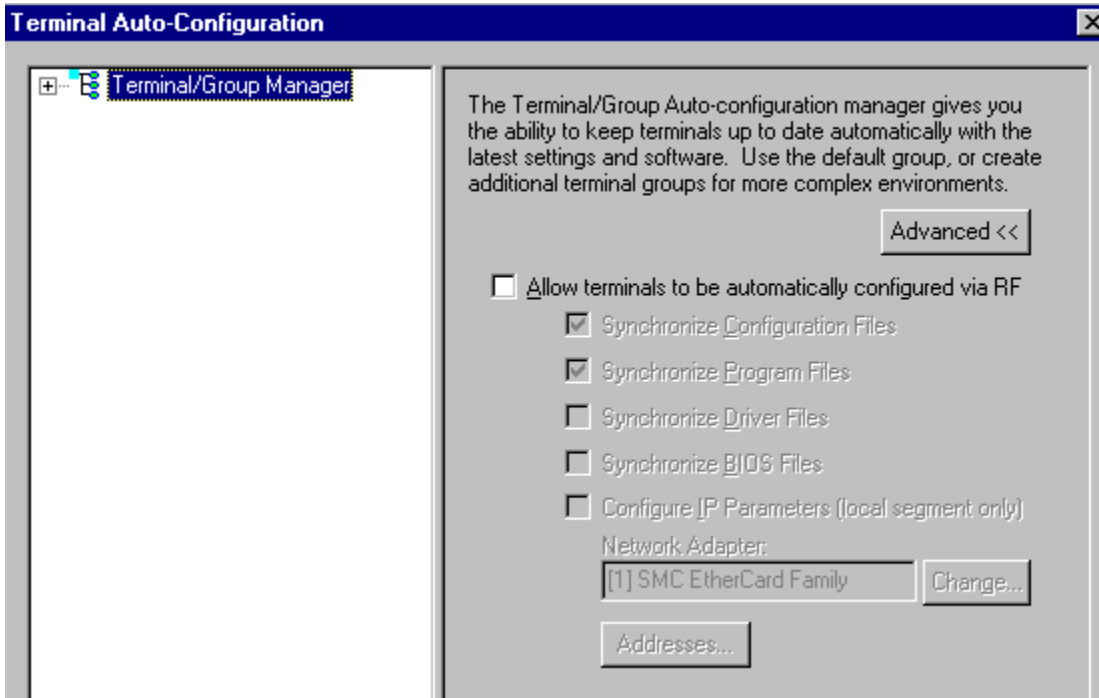 Terminal Auto-Configuration
Terminal/Group Manager
The Terminal/Group Auto-configuration manager gives you
the ability to keep terminals up to date automatically with the
latest settings and software. Use the default group, or create
additional terminal groups for more complex environments.
Advanced <<
Allow terminals to be automatically configured via RF
Synchronize Configuration Files
Synchronize Program Files
Synchronize Driver Files
Synchronize BIOS Files
Configure IP Parameters (local segment only)
Network Adapter:
[1] SMC EtherCard Family
Change...
Addresses...